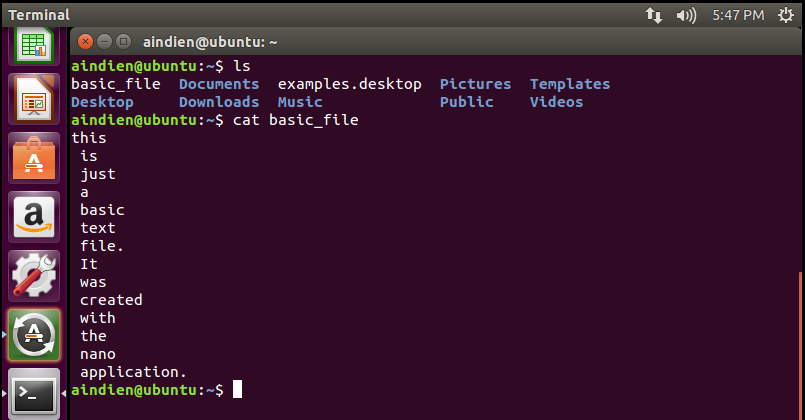 Terminal
5:47 PM
aindien@ubuntu: ~
aindien@ubuntu:~$ ls
basic_file  Documents  examples.desktop  Pictures  Templates
Desktop     Downloads  Music             Public    Videos
aindien@ubuntu:~$ cat basic_file
this
 is
 just
 a
 basic
 text
 file.
 It
 was
 created
 with
 the
 nano
 application.
aindien@ubuntu:~$